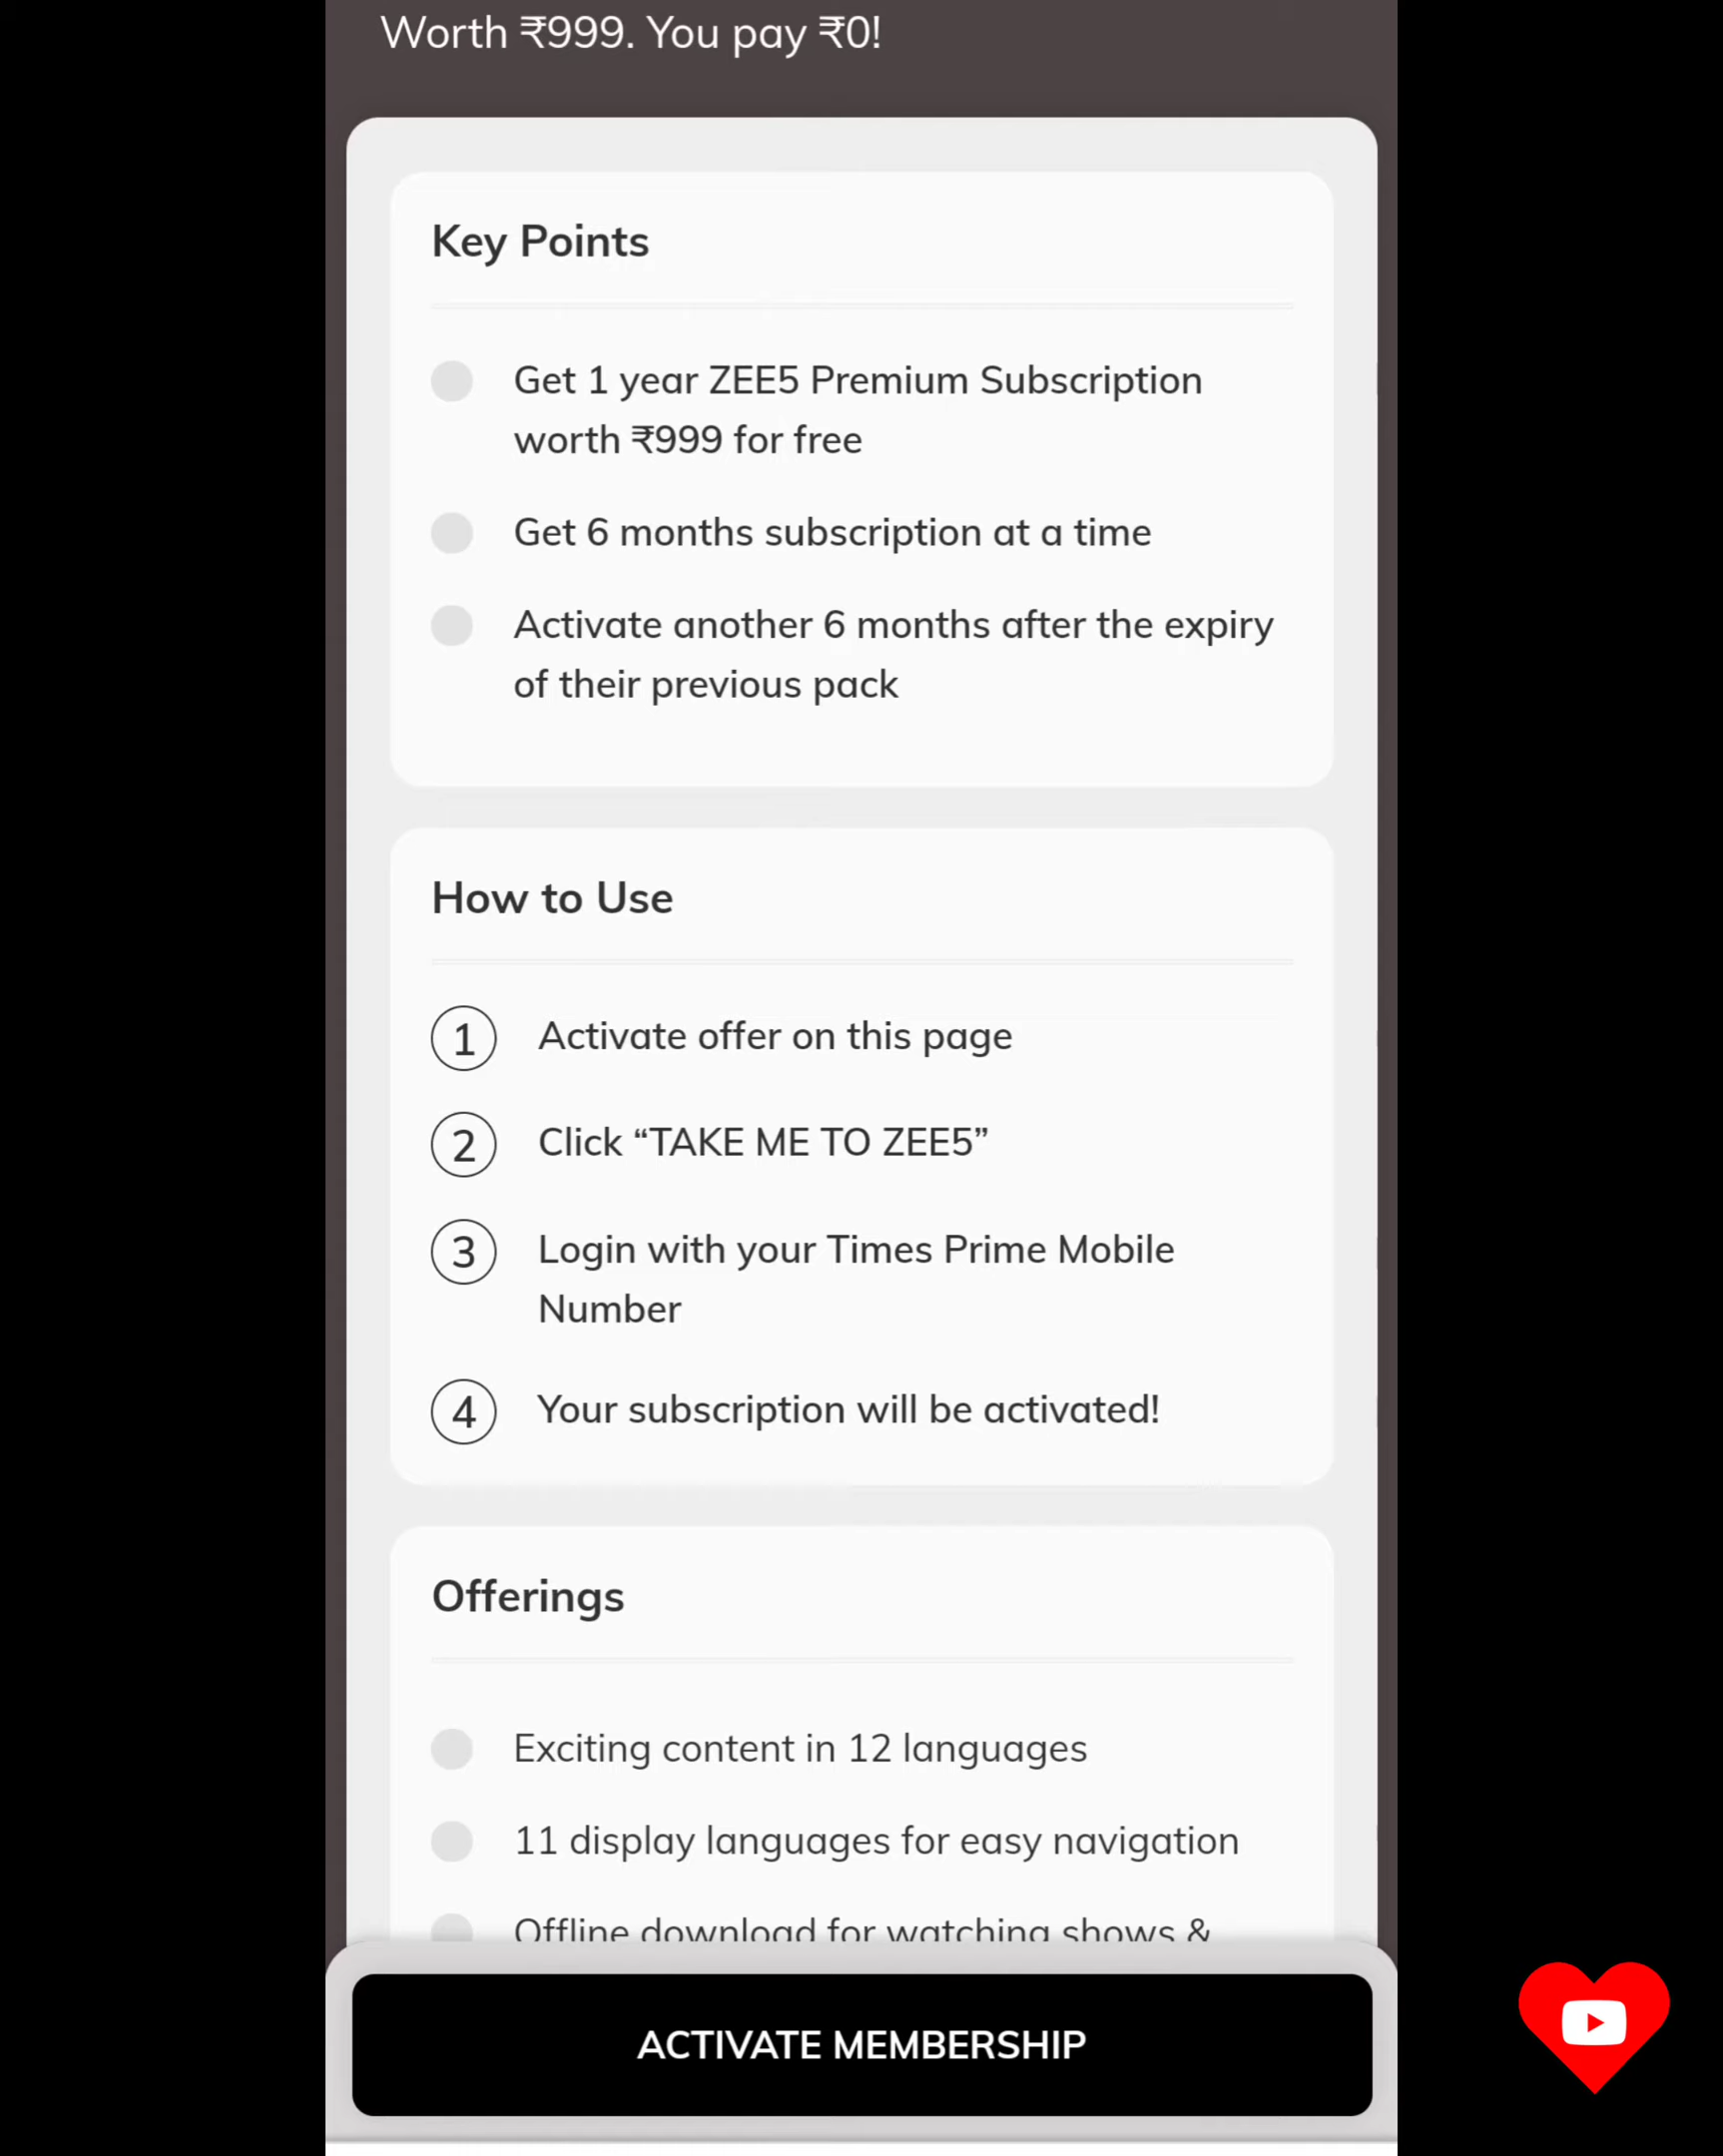 Worth ₹999. You pay ₹0!
Key Points
Get 1 year ZEE5 Premium Subscription
worth ₹999 for free
Get 6 months subscription at a time
Activate another 6 months after the expiry
of their previous pack
How to Use
1 Activate offer on this page
2 Click “TAKE ME TO ZEE5”
3 Login with your Times Prime Mobile
Number
4 Your subscription will be activated!
Offerings
Exciting content in 12 languages
11 display languages for easy navigation
Offline download for watching shows &
ACTIVATE MEMBERSHIP